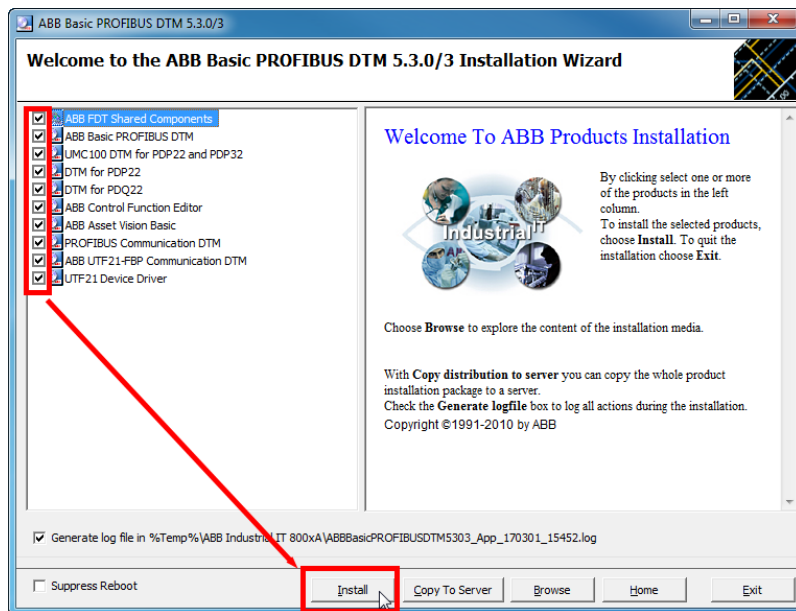 ABB Basic PROFIBUS DTM 5.3.0/3
Welcome to the ABB Basic PROFIBUS DTM 5.3.0/3 Installation Wizard
ABB FDT Shared Components
ABB Basic PROFIBUS DTM
UMC100 DTM for PDP22 and PDP32
DTM for PDP22
DTM for PDQ22
ABB Control Function Editor
ABB Asset Vision Basic
PROFIBUS Communication DTM
ABB UTF21-FBP Communication DTM
UTF21 Device Driver
Welcome To ABB Products Installation
Industrial IT
By clicking select one or more
of the products in the left
column.
To install the selected products,
choose Install. To quit the
installation choose Exit.
Choose Browse to explore the content of the installation media.
With Copy distribution to server you can copy the whole product
installation package to a server.
Check the Generate logfile box to log all actions during the installation.
Copyright ©1991-2010 by ABB
Generate log file in %Temp%\ABB Industrial IT 800xA\ABBBasicPROFIBUSDTM5303_App_170301_15452.log
Suppress Reboot
Install
Copy To Server
Browse
Home
Exit